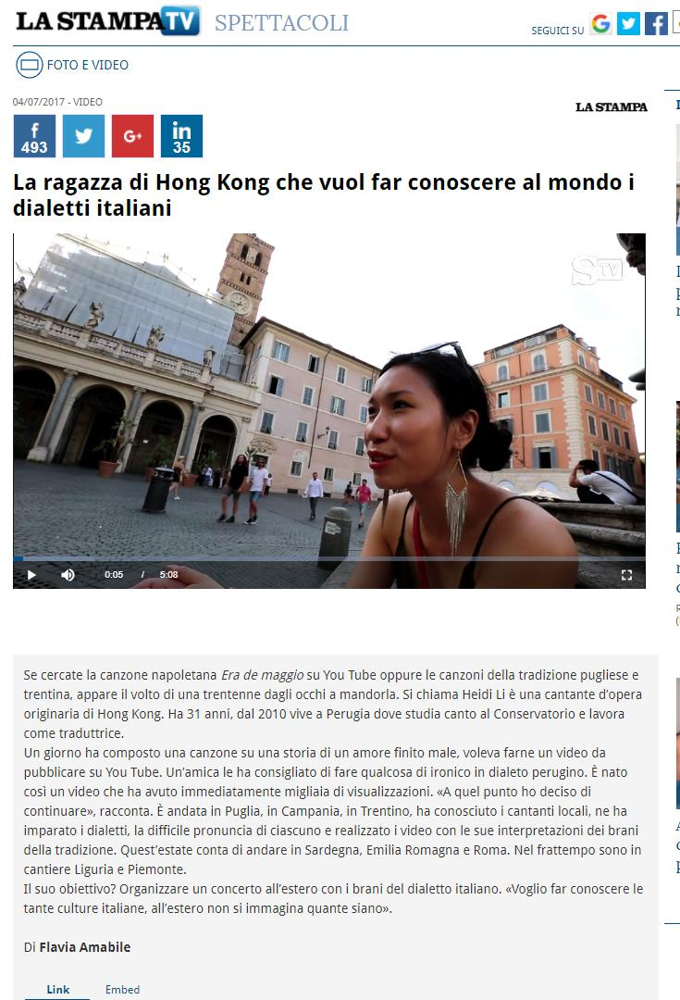 LA STAMPA TV SPETTACOLI
SEGUICI SU
FOTO E VIDEO
04/07/2017 - VIDEO
LA STAMPA
f
493
G+
in
35
La ragazza di Hong Kong che vuol far conoscere al mondo i
dialetti italiani
STV
0:05 / 5:08
Se cercate la canzone napoletana Era de maggio su You Tube oppure le canzoni della tradizione pugliese e
trentina, appare il volto di una trentenne dagli occhi a mandorla. Si chiama Heidi Li è una cantante d’opera
originaria di Hong Kong. Ha 31 anni, dal 2010 vive a Perugia dove studia canto al Conservatorio e lavora
come traduttrice.
Un giorno ha composto una canzone su una storia di un amore finito male, voleva farne un video da
pubblicare su You Tube. Un’amica le ha consigliato di fare qualcosa di ironico in dialeto perugino. È nato
così un video che ha avuto immediatamente migliaia di visualizzazioni. «A quel punto ho deciso di
continuare», racconta. È andata in Puglia, in Campania, in Trentino, ha conosciuto i cantanti locali, ne ha
imparato i dialetti, la difficile pronuncia di ciascuno e realizzato i video con le sue interpretazioni dei brani
della tradizione. Quest’estate conta di andare in Sardegna, Emilia Romagna e Roma. Nel frattempo sono in
cantiere Liguria e Piemonte.
Il suo obiettivo? Organizzare un concerto all’estero con i brani del dialetto italiano. «Voglio far conoscere le
tante culture italiane, all’estero non si immagina quante siano».
Di Flavia Amabile
Link Embed